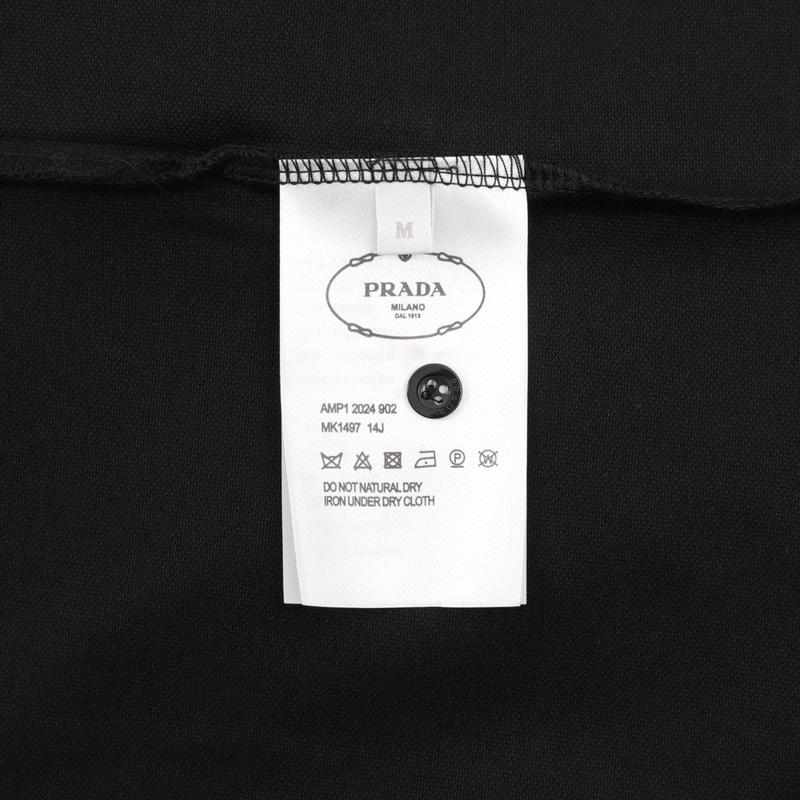 M
PRADA
MILANO
DAL 1913
AMP1 2024 902
MK1497 14J
DO NOT NATURAL DRY
IRON UNDER DRY CLOTH